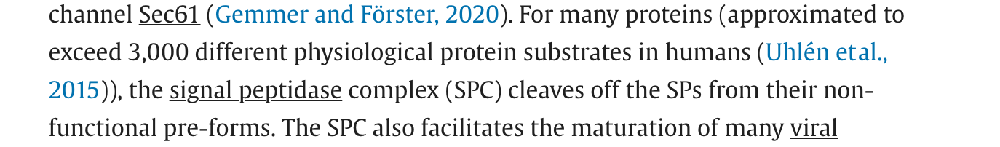 channel Sec61 (Gemmer and Förster, 2020). For many proteins (approximated to
exceed 3,000 different physiological protein substrates in humans (Uhlén et al.,
2015)), the signal peptidase complex (SPC) cleaves off the SPs from their non-
functional pre-forms. The SPC also facilitates the maturation of many viral